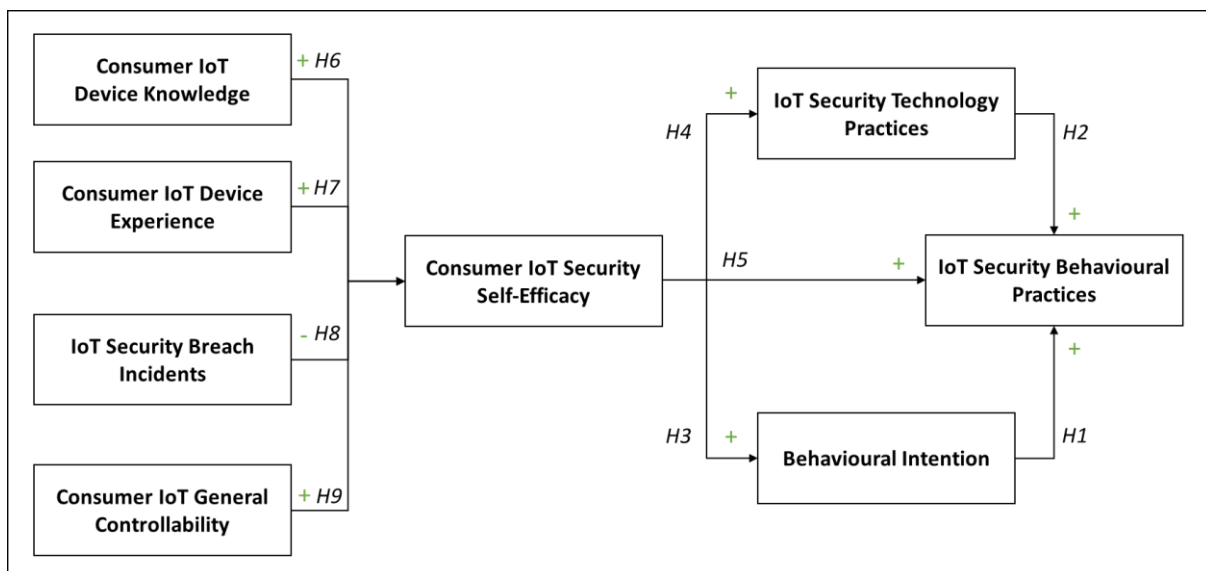 Consumer IoT
Device Knowledge
+ H6
Consumer IoT Device
Experience
+ H7
IoT Security Breach
Incidents
- H8
Consumer IoT General
Controllability
+ H9
Consumer IoT Security
Self-Efficacy
H4
+
IoT Security Technology
Practices
H2
+
H5
+
IoT Security Behavioural
Practices
H3
+
Behavioural Intention
H1
+